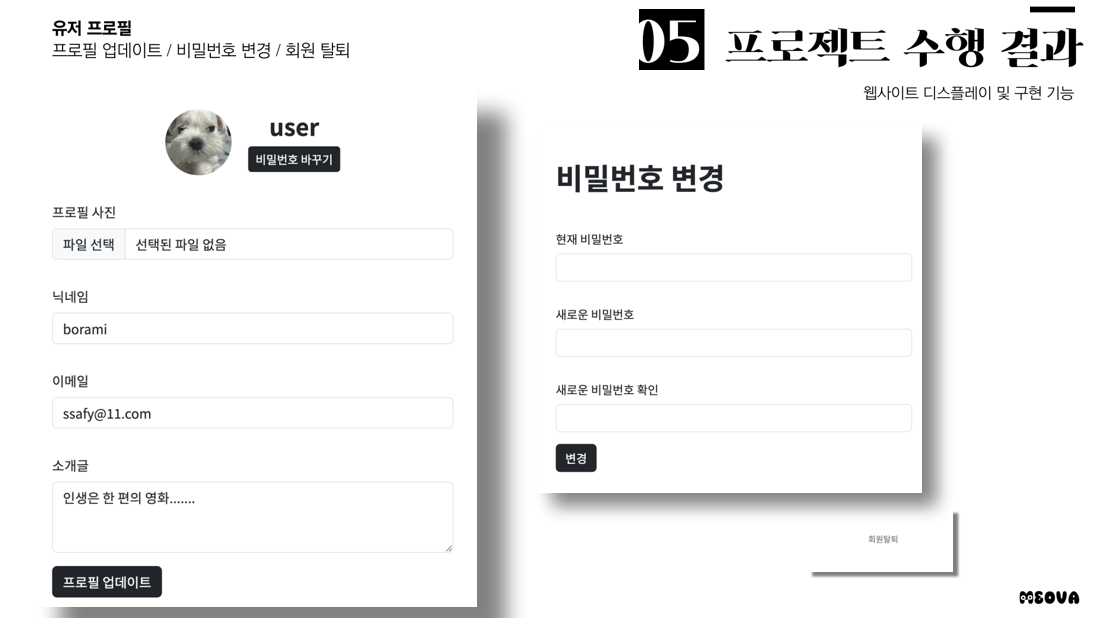 유저 프로필
프로필 업데이트 / 비밀번호 변경 / 회원 탈퇴
05 프로젝트 수행 결과
웹사이트 디스플레이 및 구현 기능
user
비밀번호 바꾸기
프로필 사진
파일 선택 선택된 파일 없음
닉네임
borami
이메일
ssafy@11.com
소개글
인생은 한 편의 영화.......
프로필 업데이트
비밀번호 변경
현재 비밀번호
새로운 비밀번호
새로운 비밀번호 확인
변경
회원탈퇴
MEOVA